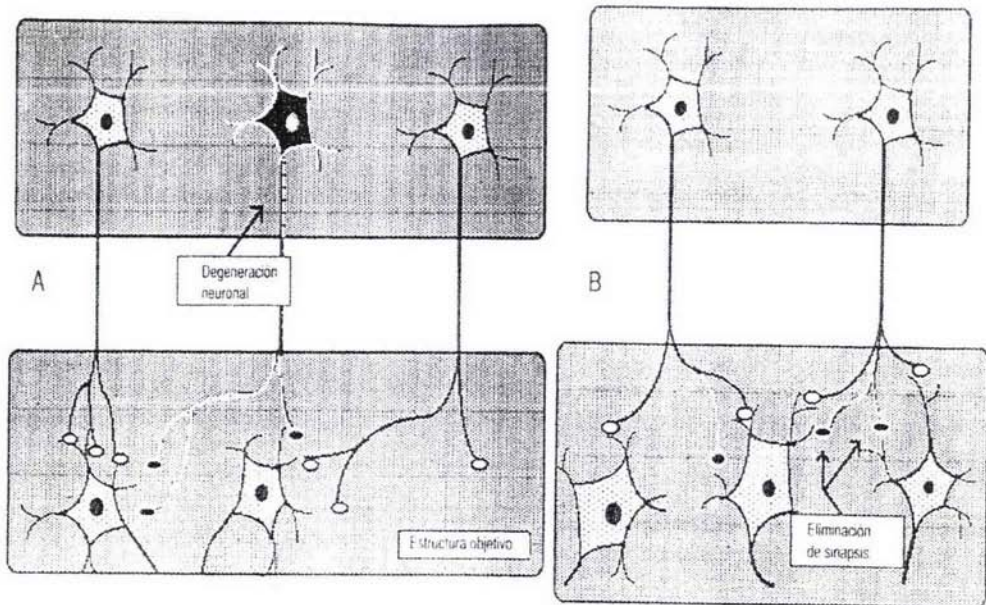 A
Degeneración
neuronal
Estructura objetivo
B
Eliminación
de sinapsis